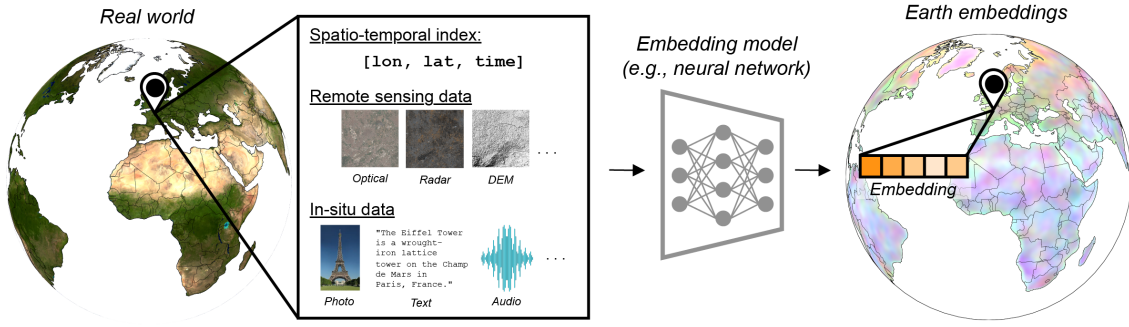 Real world
Spatio-temporal index:
[lon, lat, time]
Remote sensing data
Optical
Radar
DEM
. . .
In-situ data
"The Eiffel Tower
is a wrought-
iron lattice
tower on the Champ
de Mars in
Paris, France."
. . .
Photo
Text
Audio
Embedding model
(e.g., neural network)
Earth embeddings
Embedding